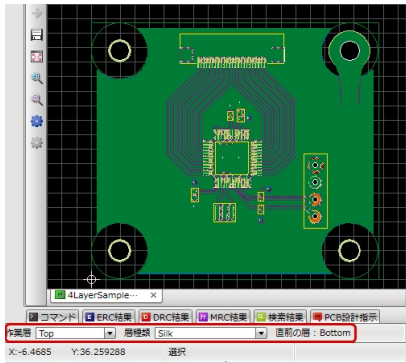 4LayerSample… ×
コマンド ERC結果 DRC結果 MRC結果 検索結果 PCB設計指示
作業層 Top 層種類 Silk 直前の層：Bottom
X:-6.4685 Y:36.259288 選択